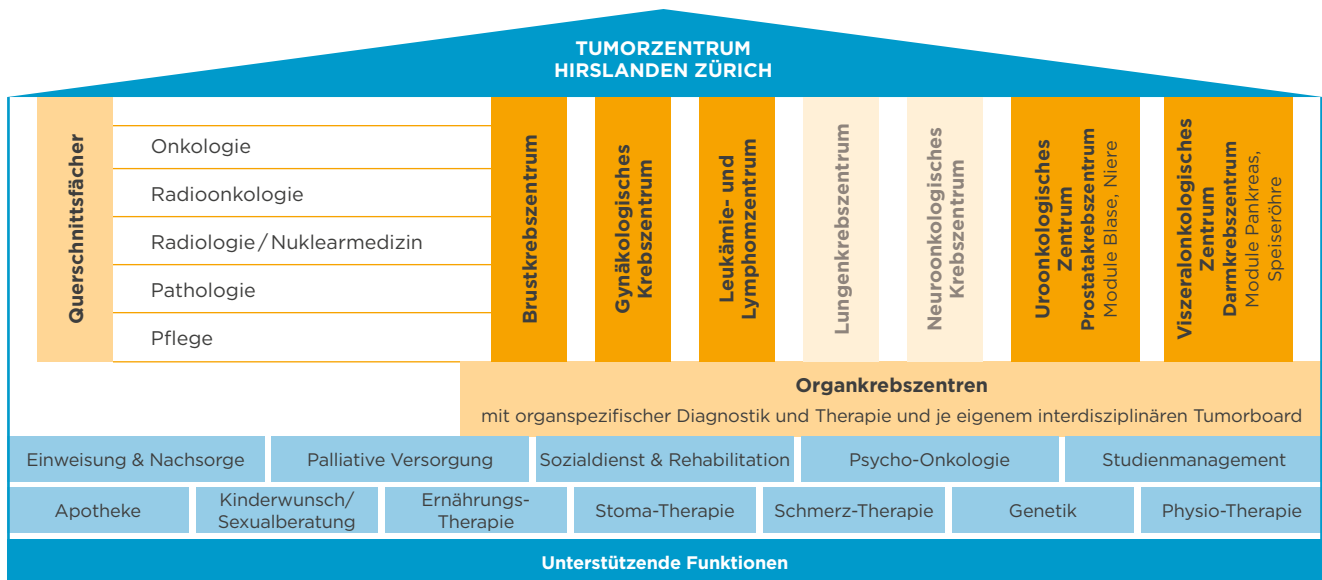 TUMORZENTRUM
HIRSLANDEN ZÜRICH
Querschnittsfächer
Onkologie
Radioonkologie
Radiologie / Nuklearmedizin
Pathologie
Pflege
Brustkrebszentrum
Gynäkologisches
Krebszentrum
Leukämie- und
Lymphomzentrum
Lungenkrebszentrum
Neuroonkologisches
Krebszentrum
Uroonkologisches
Zentrum
Prostatakrebszentrum
Module Blase, Niere
Viszeralonkologisches
Zentrum
Darmkrebszentrum
Module Pankreas,
Speiseröhre
Organkrebszentren
mit organspezifischer Diagnostik und Therapie und je eigenem interdisziplinären Tumorboard
Einweisung & Nachsorge
Palliative Versorgung
Sozialdienst & Rehabilitation
Psycho-Onkologie
Studienmanagement
Apotheke
Kinderwunsch/
Sexualberatung
Ernährungs-
Therapie
Stoma-Therapie
Schmerz-Therapie
Genetik
Physio-Therapie
Unterstützende Funktionen